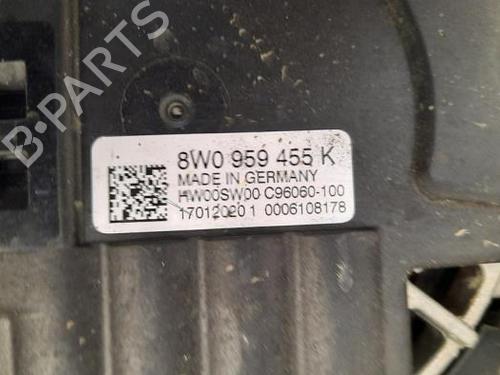 B-PARTS
8W0 959 455 K
MADE IN GERMANY
HW00SW00 C96060-100
170120201 0006108178